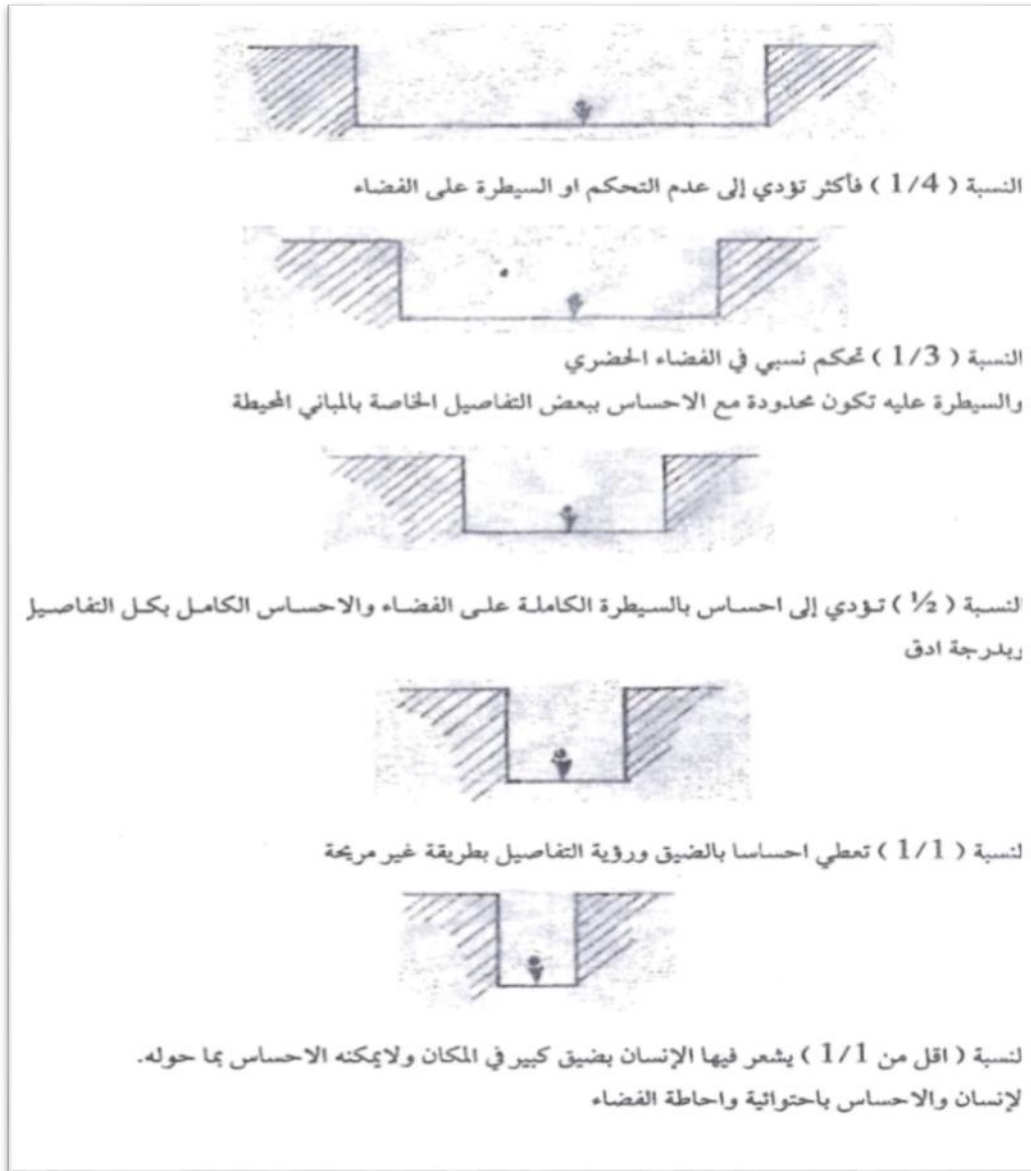 النسبة ( 1/4 ) فأكثر تؤدي إلى عدم التحكم او السيطرة على الفضاء
النسبة ( 1/3 ) تحكم نسبي في الفضاء الحضري
والسيطرة عليه تكون محدودة مع الاحساس ببعض التفاصيل الخاصة بالمباني المحيطة
لنسبة ( ½ ) تؤدي إلى احساس بالسيطرة الكاملة على الفضاء والاحساس الكامل بكل التفاصيل
ربدرجة ادق
لنسبة ( 1/1 ) تعطي احساسا بالضيق ورؤية التفاصيل بطريقة غير مريحة
لنسبة ( اقل من 1/1 ) يشعر فيها الإنسان بضيق كبير في المكان ولايمكنه الاحساس بما حوله.
لإنسان والاحساس باحتوائية واحاطة الفضاء